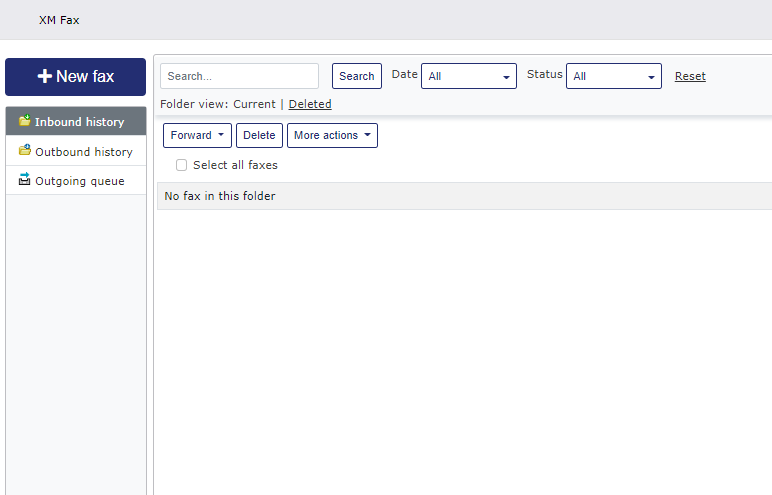 XM Fax
New fax
Inbound history
Outbound history
Outgoing queue
Search... Search Date All Status All Reset
Folder view: Current | Deleted
Forward Delete More actions
Select all faxes
No fax in this folder